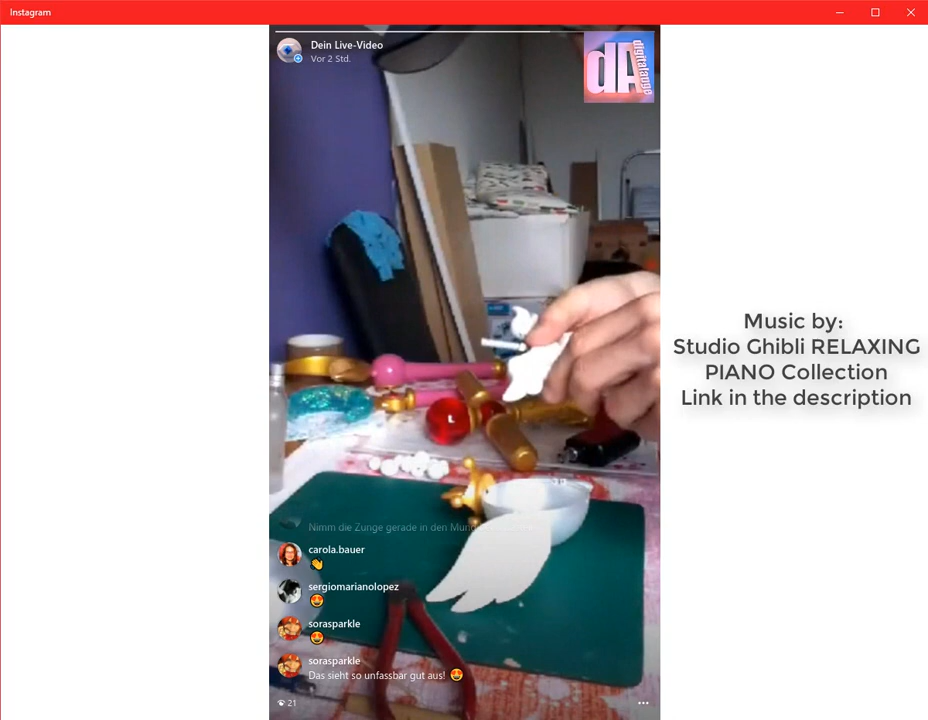 Instagram
Dein Live-Video
Vor 2 Std.
dA
digitalauge
Music by:
Studio Ghibli RELAXING
PIANO Collection
Link in the description
Nimm die Zunge gerade in den Mund
carola.bauer
👏
sergiomarianolopez
😍
sorasparkle
😍
sorasparkle
Das sieht so unfassbar gut aus! 😍
21